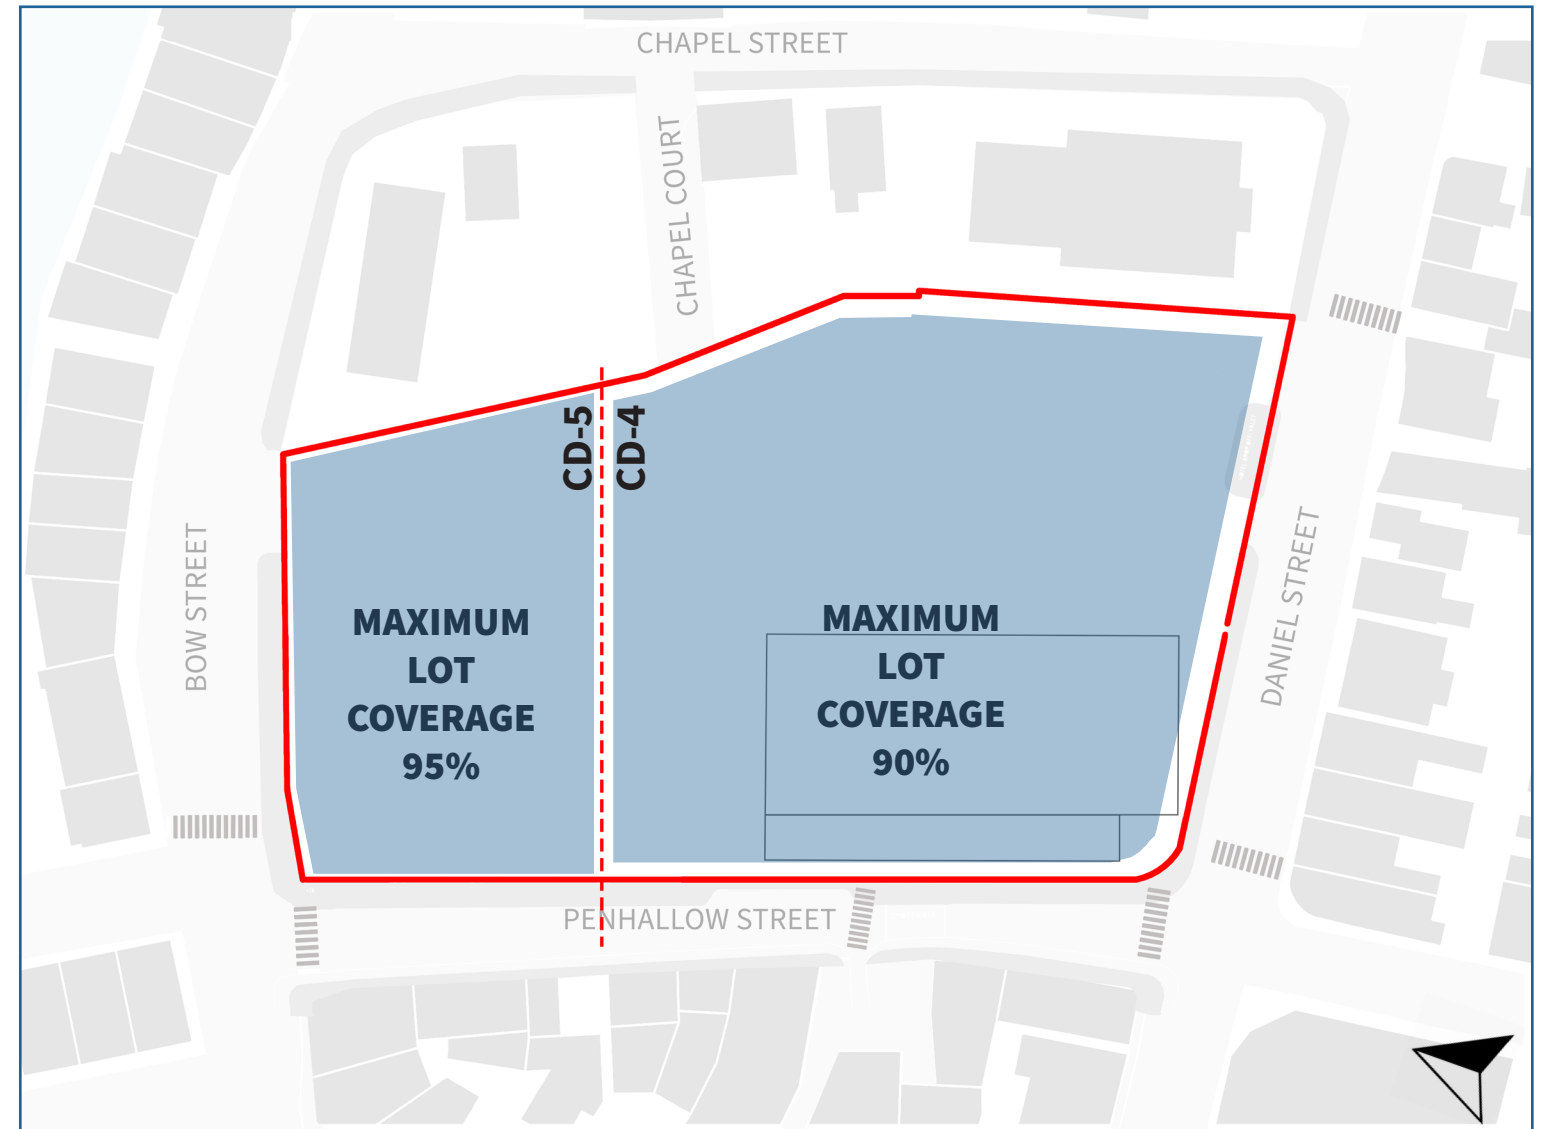 CHAPEL STREET
CHAPEL COURT
CD-5
CD-4
BOW STREET
DANIEL STREET
MAXIMUM
LOT
COVERAGE
95%
MAXIMUM
LOT
COVERAGE
90%
PENHALLOW STREET